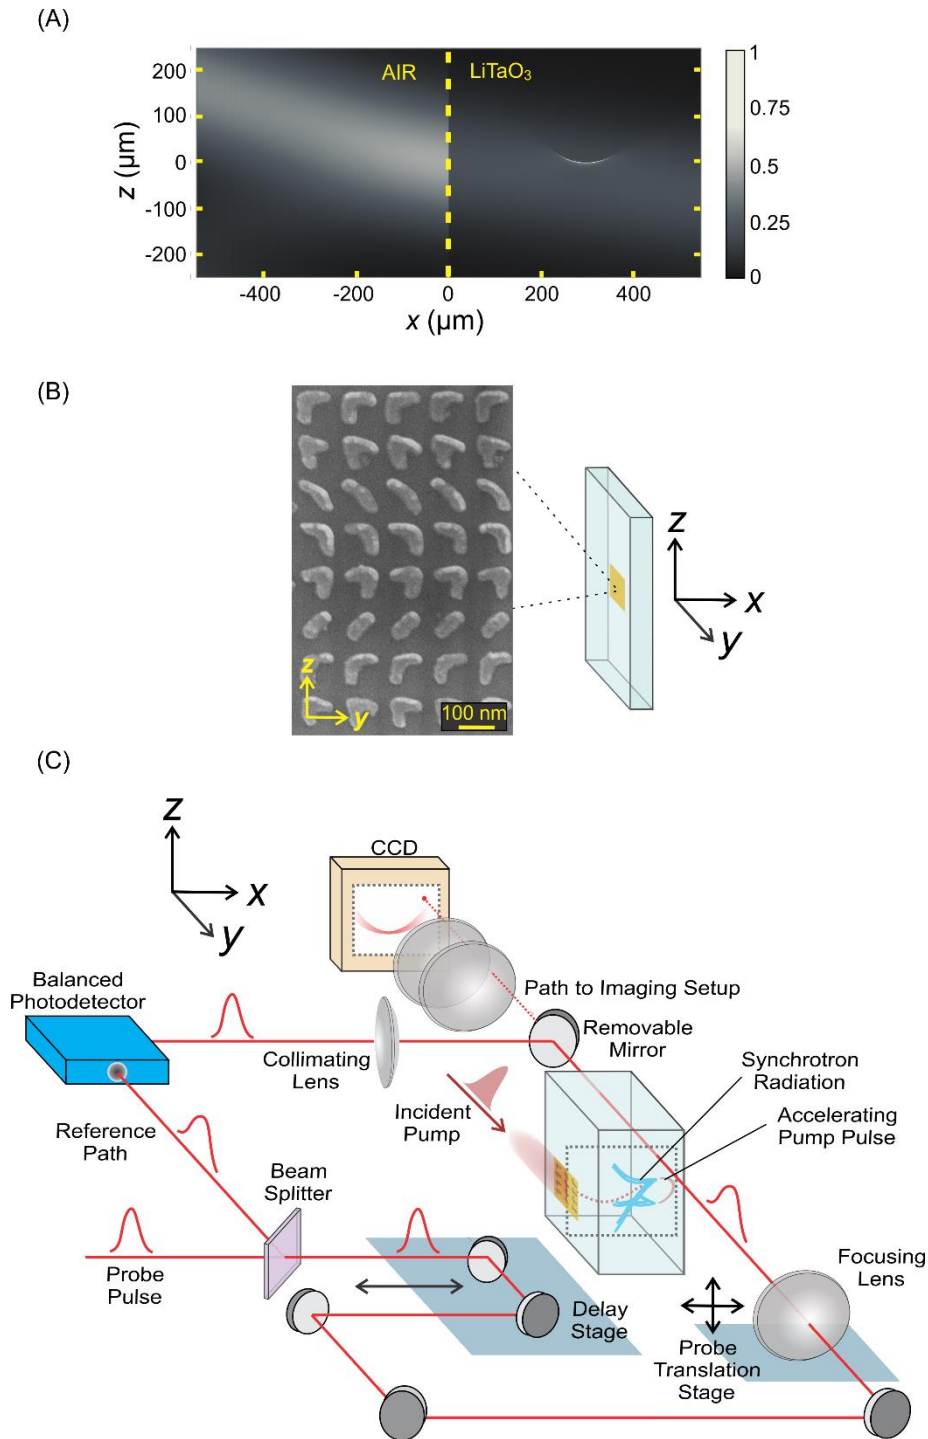 (A)
AIR
LiTaO₃
200
100
0
-100
-200
z (µm)
-400
-200
0
200
400
x (µm)
1
0.75
0.5
0.25
0
(B)
z
y
100 nm
z
x
y
(C)
z
x
y
CCD
Balanced
Photodetector
Path to Imaging Setup
Removable
Mirror
Collimating
Lens
Synchrotron
Radiation
Incident
Pump
Accelerating
Pump Pulse
Reference
Path
Beam
Splitter
Probe
Pulse
Delay
Stage
Focusing
Lens
Probe
Translation
Stage